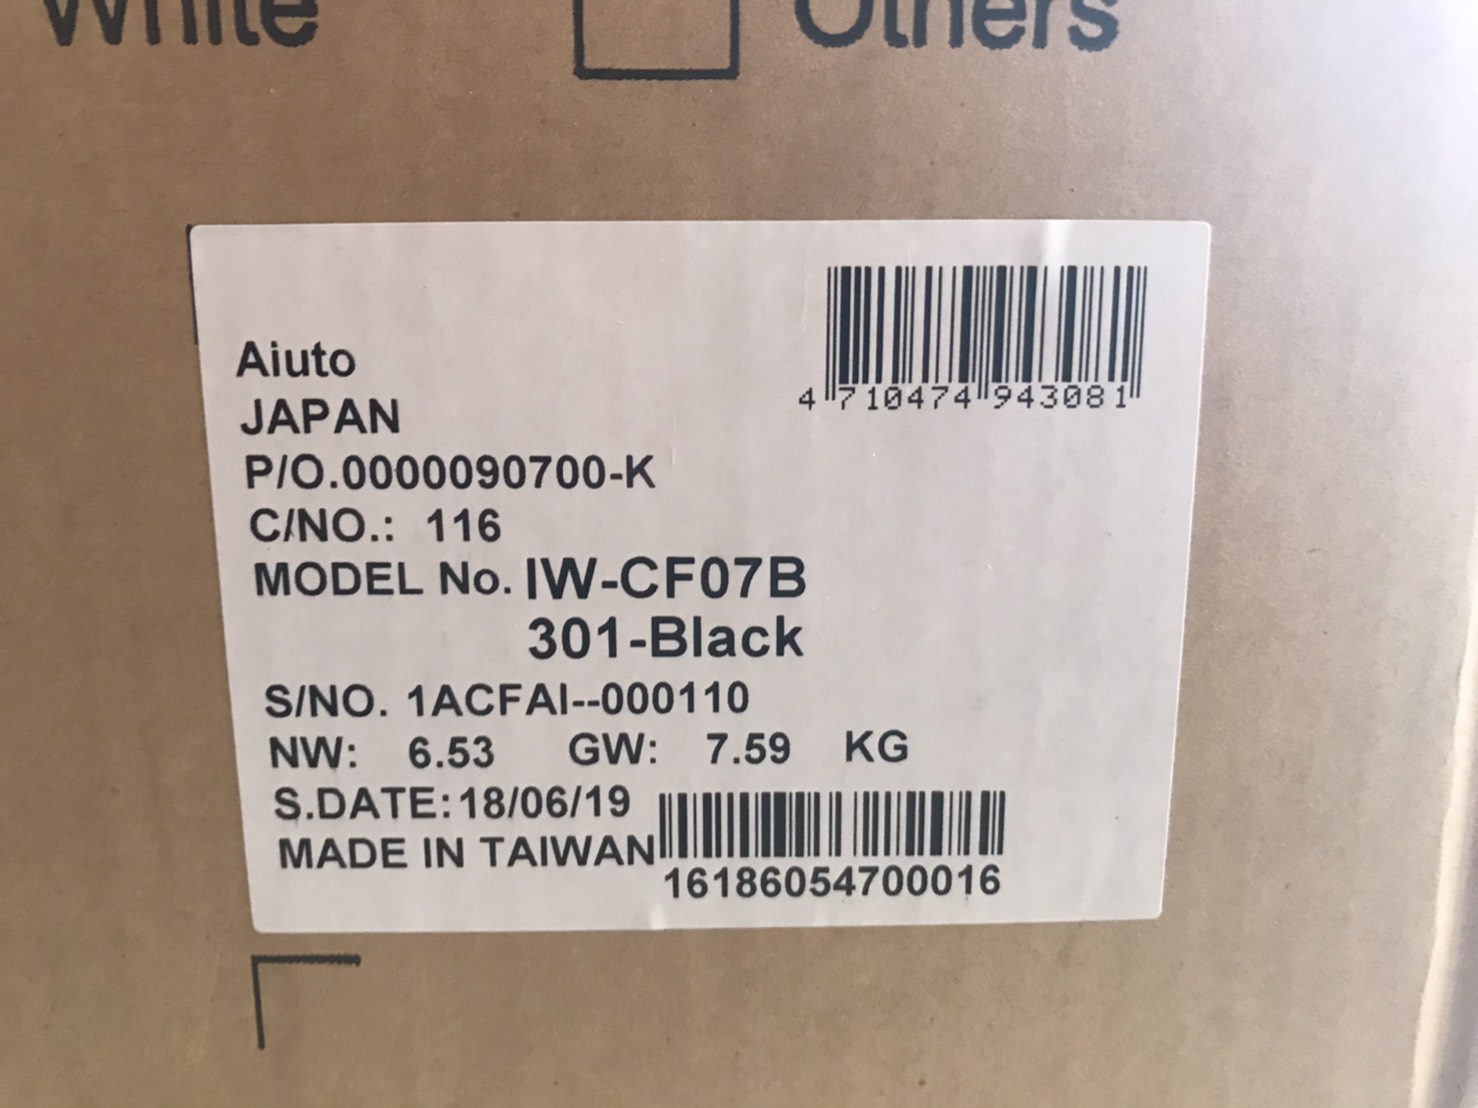 White
Others
4 710474 943081
Aiuto
JAPAN
P/O.0000090700-K
C/NO.: 116
MODEL No. IW-CF07B
301-Black
S/NO. 1ACFAI--000110
NW: 6.53 GW: 7.59 KG
S.DATE:18/06/19
MADE IN TAIWAN
16186054700016